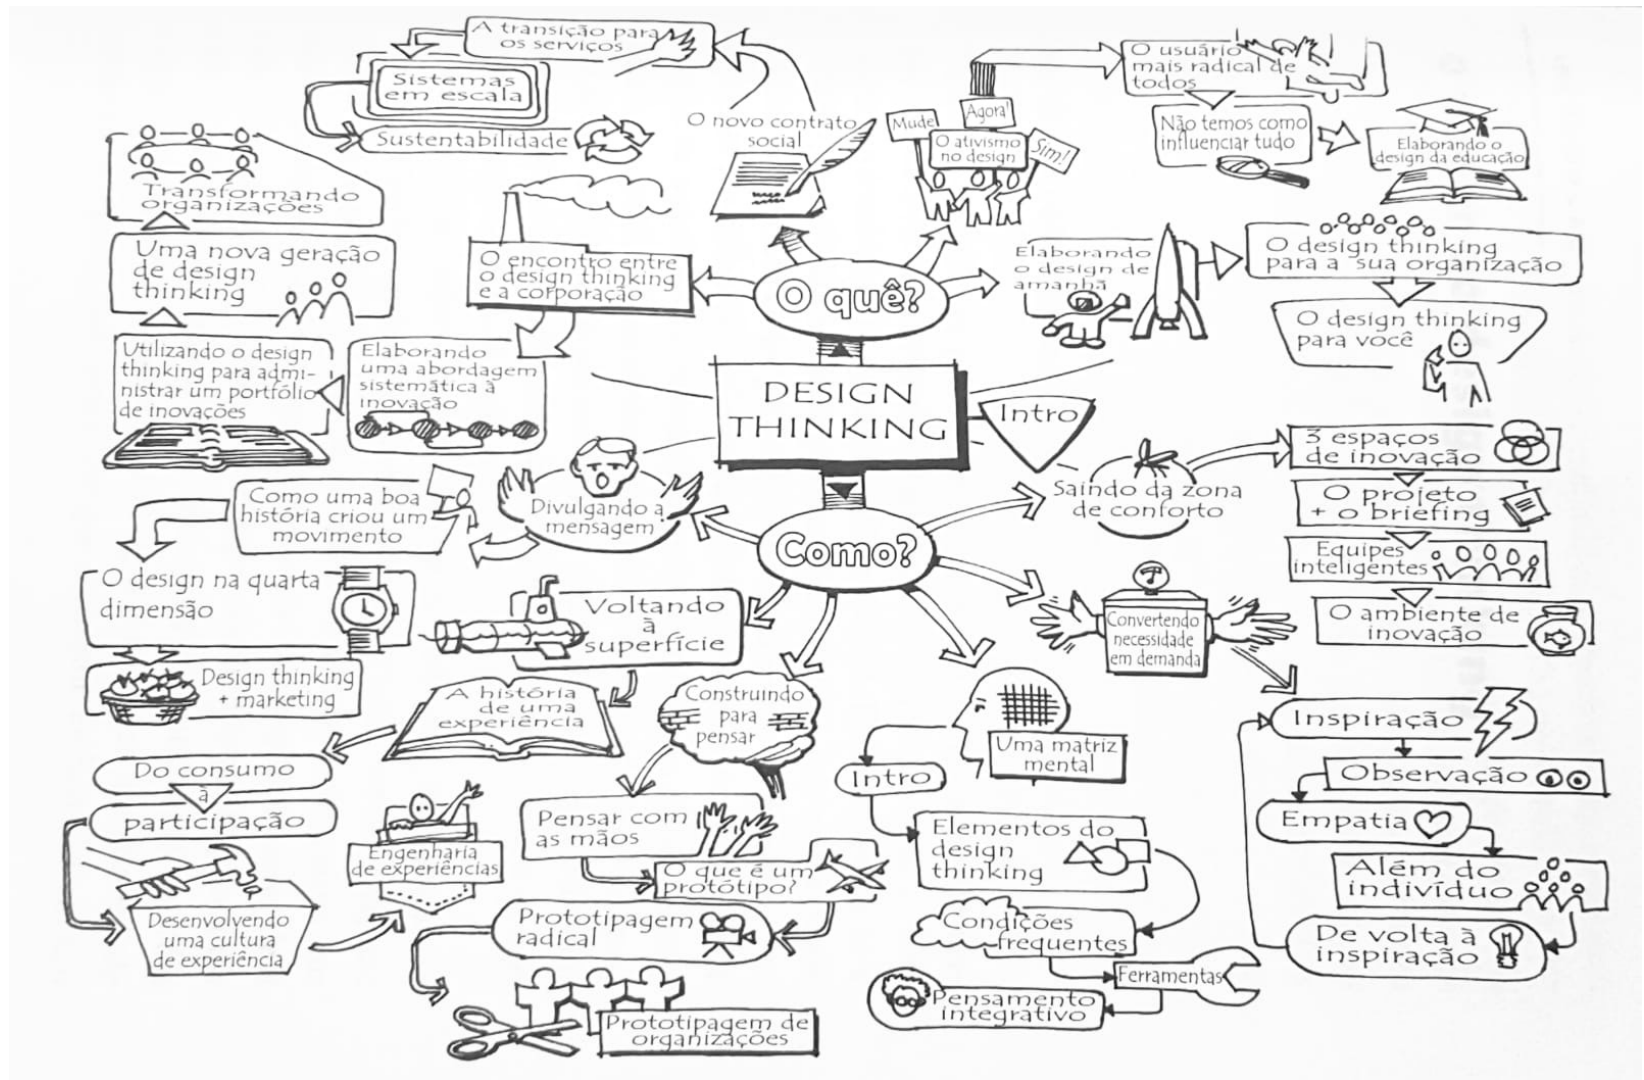 DESIGN
THINKING
Intro
O quê?
O novo contrato
social
A transição para
os serviços
Sistemas
em escala
Sustentabilidade
Mude
Agora!
O ativismo
no design
Sim!
O usuário
mais radical de
todos
Não temos como
influenciar tudo
Elaborando o
design da educação
Elaborando
o design de
amanhã
O design thinking
para a sua organização
O design thinking
para você
O encontro entre
o design thinking
e a corporação
Elaborando
uma abordagem
sistemática à
inovação
Utilizando o design
thinking para admi-
nistrar um portfólio
de inovações
Uma nova geração
de design
thinking
Transformando
organizações
Como?
Saindo da zona
de conforto
3 espaços
de inovação
O projeto
+ o briefing
Equipes
inteligentes
O ambiente de
inovação
Convertendo
necessidade
em demanda
Inspiração
Observação
Empatia
Além do
indivíduo
De volta à
inspiração
Uma matriz
mental
Intro
Elementos do
design
thinking
Condições
frequentes
Ferramentas
Pensamento
integrativo
Construindo
para
pensar
Pensar com
as mãos
O que é um
protótipo?
Prototipagem
radical
Prototipagem de
organizações
Voltando
à
superfície
A história
de uma
experiência
Do consumo
à
participação
Desenvolvendo
uma cultura
de experiência
Engenharia
de experiências
Divulgando a
mensagem
Como uma boa
história criou um
movimento
O design na quarta
dimensão
Design thinking
+ marketing